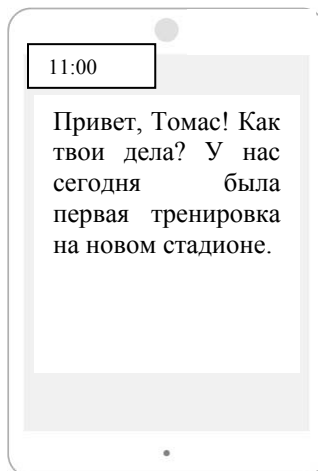 11:00
Привет, Томас! Как
твои дела? У нас
сегодня была
первая тренировка
на новом стадионе.